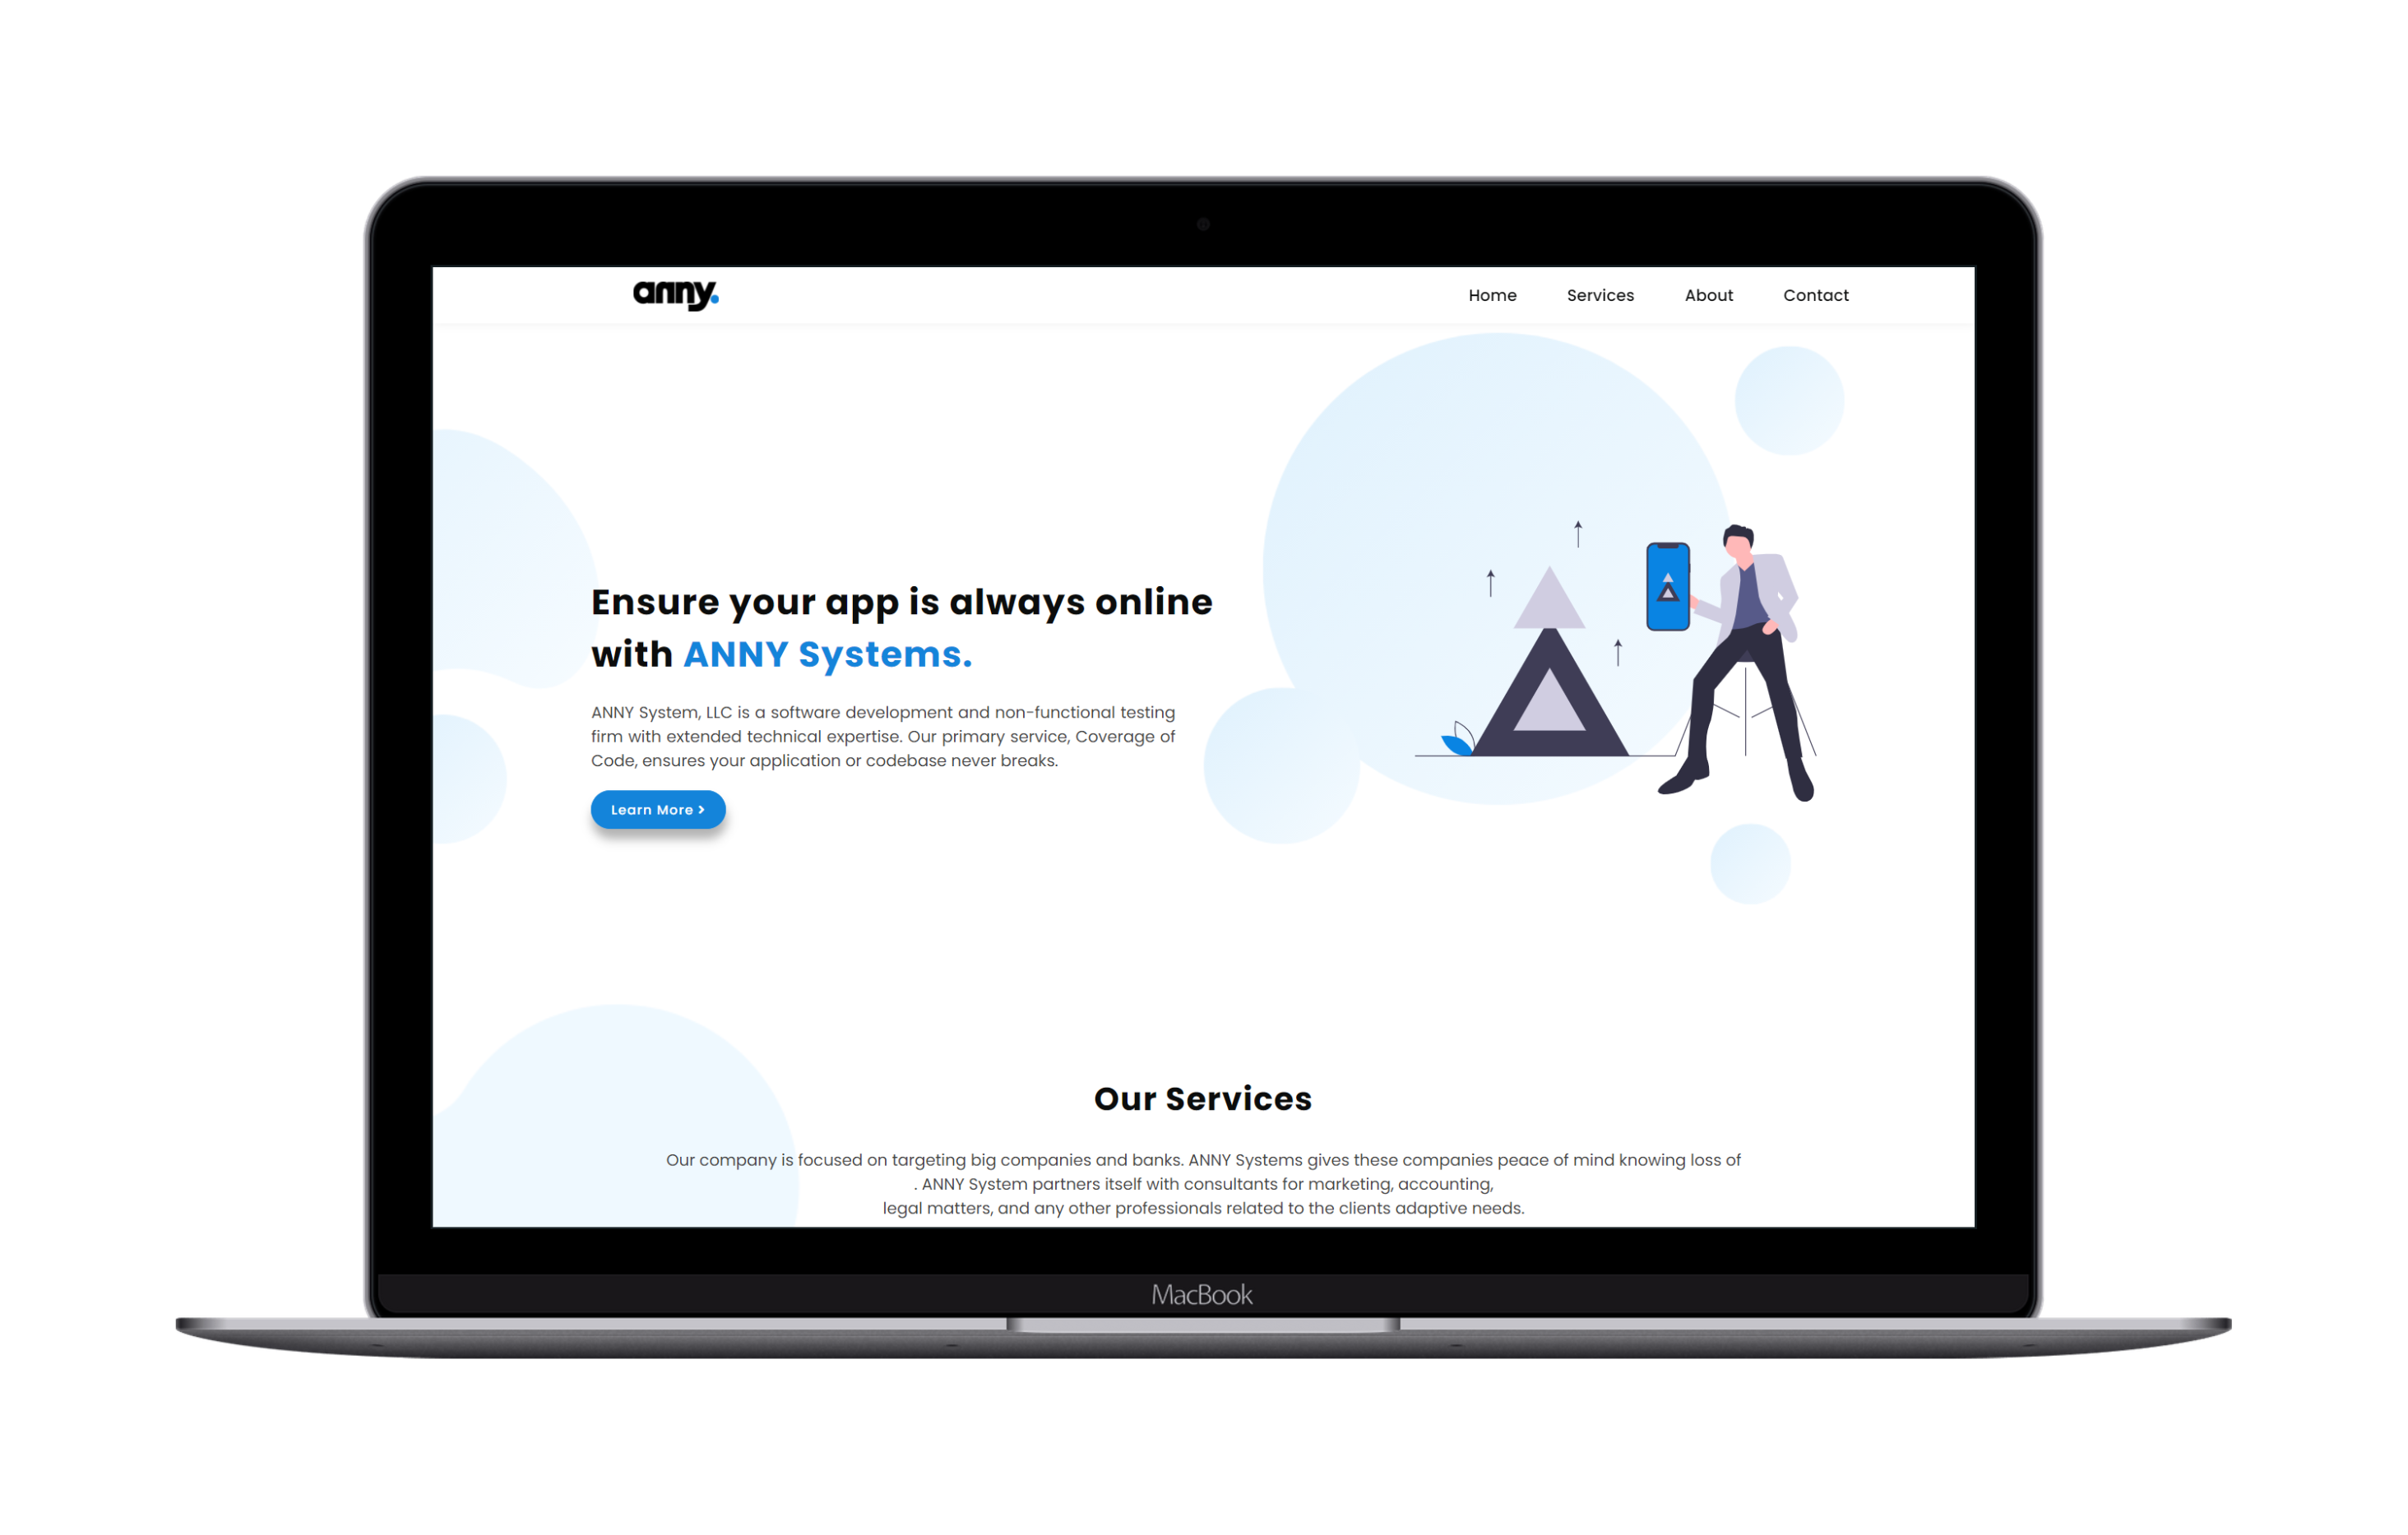 anny.
Home Services About Contact
Ensure your app is always online
with ANNY Systems.
ANNY System, LLC is a software development and non-functional testing
firm with extended technical expertise. Our primary service, Coverage of
Code, ensures your application or codebase never breaks.
Learn More >
Our Services
Our company is focused on targeting big companies and banks. ANNY Systems gives these companies peace of mind knowing loss of
. ANNY System partners itself with consultants for marketing, accounting,
legal matters, and any other professionals related to the clients adaptive needs.
MacBook